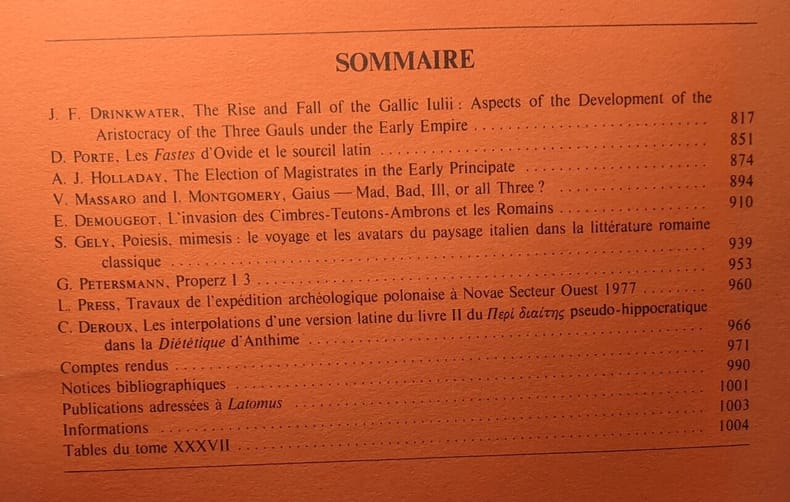 SOMMAIRE
J. F. DRINKWATER, The Rise and Fall of the Gallic Iulii : Aspects of the Development of the
Aristocracy of the Three Gauls under the Early Empire 817
D. PORTE, Les Fastes d'Ovide et le sourcil latin 851
A. J. HOLLADAY, The Election of Magistrates in the Early Principate 874
V. MASSARO and I. MONTGOMERY, Gaius — Mad, Bad, Ill, or all Three ? 894
E. DEMOUGEOT, L'invasion des Cimbres-Teutons-Ambrons et les Romains 910
S. GELY, Poiesis, mimesis : le voyage et les avatars du paysage italien dans la littérature romaine
classique 939
G. PETERSMANN, Properz I 3 953
L. PRESS, Travaux de l'expédition archéologique polonaise à Novae Secteur Ouest 1977 960
C. DEROUX, Les interpolations d'une version latine du livre II du Περὶ διαίτης pseudo-hippocratique
dans la Diététique d'Anthime 966
Comptes rendus 971
Notices bibliographiques 990
Publications adressées à Latomus 1001
Informations 1003
Tables du tome XXXVII 1004